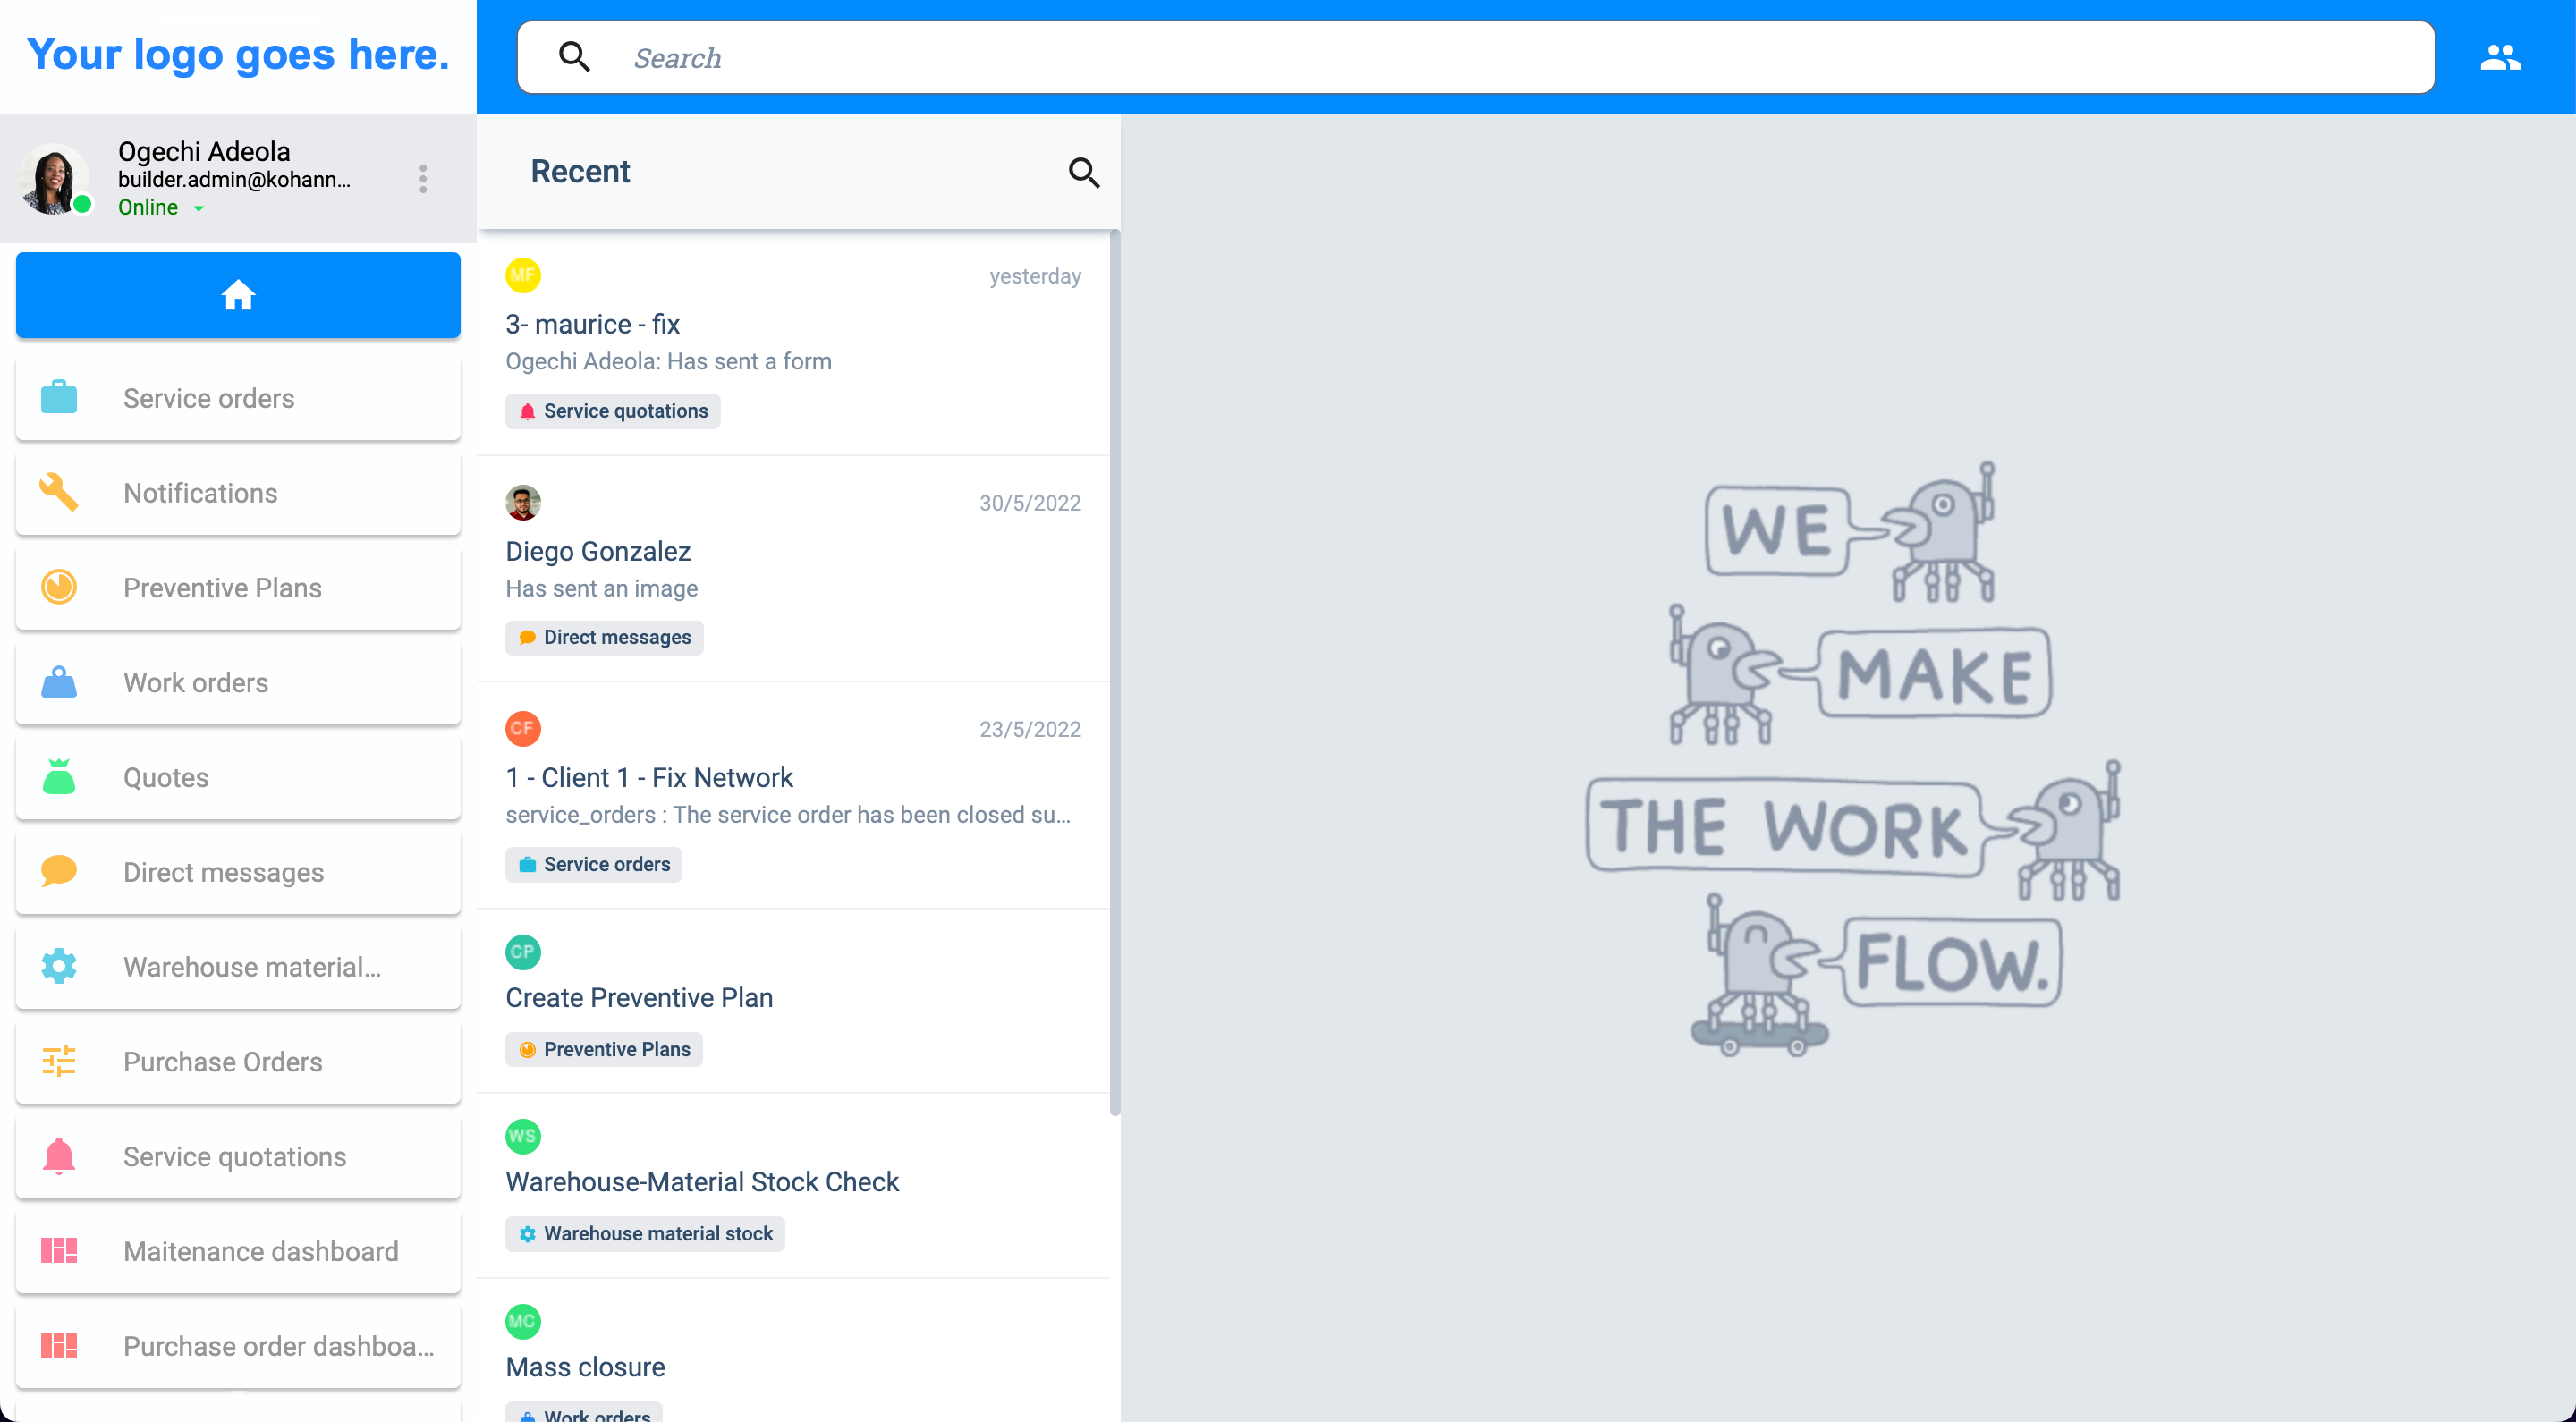 Your logo goes here.
Search
Ogechi Adeola
builder.admin@kohann...
Online
Service orders
Notifications
Preventive Plans
Work orders
Quotes
Direct messages
Warehouse material...
Purchase Orders
Service quotations
Maitenance dashboard
Purchase order dashboa...
Recent
MF
yesterday
3- maurice - fix
Ogechi Adeola: Has sent a form
Service quotations
30/5/2022
Diego Gonzalez
Has sent an image
Direct messages
CF
23/5/2022
1 - Client 1 - Fix Network
service_orders : The service order has been closed su...
Service orders
CP
Create Preventive Plan
Preventive Plans
WS
Warehouse-Material Stock Check
Warehouse material stock
MC
Mass closure
Work orders
WE
MAKE
THE WORK
FLOW.